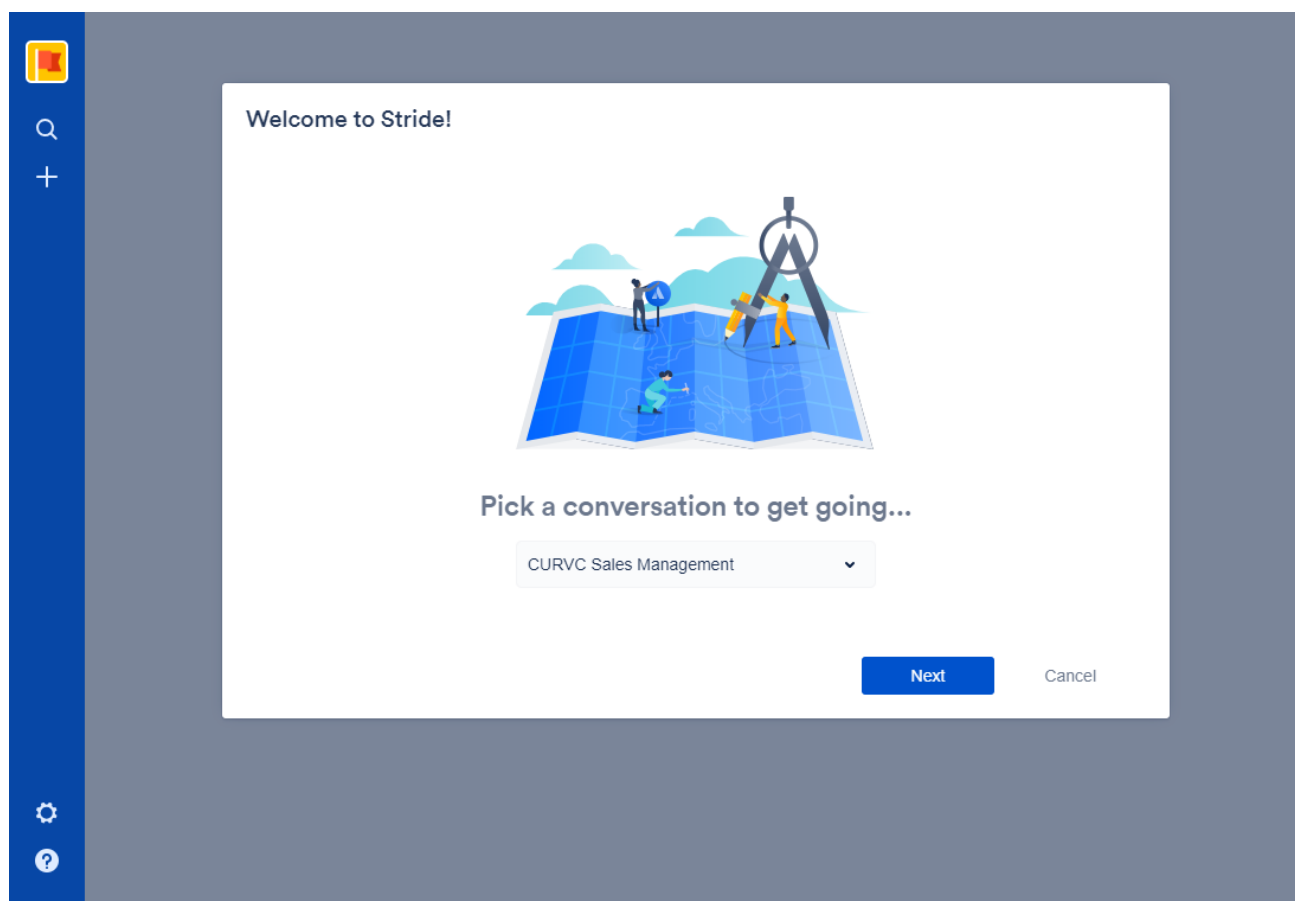 Welcome to Stride!
Pick a conversation to get going...
CURVC Sales Management
Next
Cancel